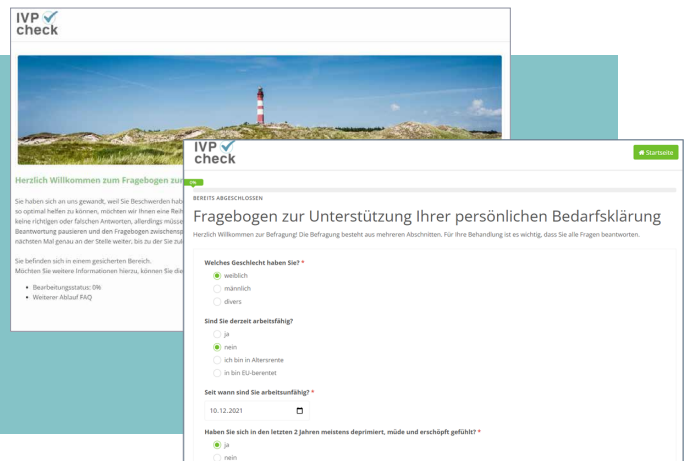 IVP
check
Herzlich Willkommen zum Fragebogen zur
Sie haben sich an uns gewandt, weil Sie Beschwerden hab
so optimal helfen zu können, möchten wir Ihnen eine Reih
keine richtigen oder falschen Antworten, allerdings müsse
Beantwortung pausieren und den Fragebogen zwischensp
nächsten Mal genau an der Stelle weiter, bis zu der Sie zul
Sie befinden sich in einem gesicherten Bereich.
Möchten Sie weitere Informationen hierzu, können Sie die
Bearbeitungsstatus: 0%
Weiterer Ablauf FAQ
IVP
check
Startseite
0%
BEREITS ABGESCHLOSSEN
Fragebogen zur Unterstützung Ihrer persönlichen Bedarfsklärung
Herzlich Willkommen zur Befragung! Die Befragung besteht aus mehreren Abschnitten. Für Ihre Behandlung ist es wichtig, dass Sie alle Fragen beantworten.
Welches Geschlecht haben Sie? *
weiblich
männlich
divers
Sind Sie derzeit arbeitsfähig?
ja
nein
ich bin in Altersrente
in bin EU-berentet
Seit wann sind Sie arbeitsunfähig? *
10.12.2021
Haben Sie sich in den letzten 2 Jahren meistens deprimiert, müde und erschöpft gefühlt? *
ja
nein